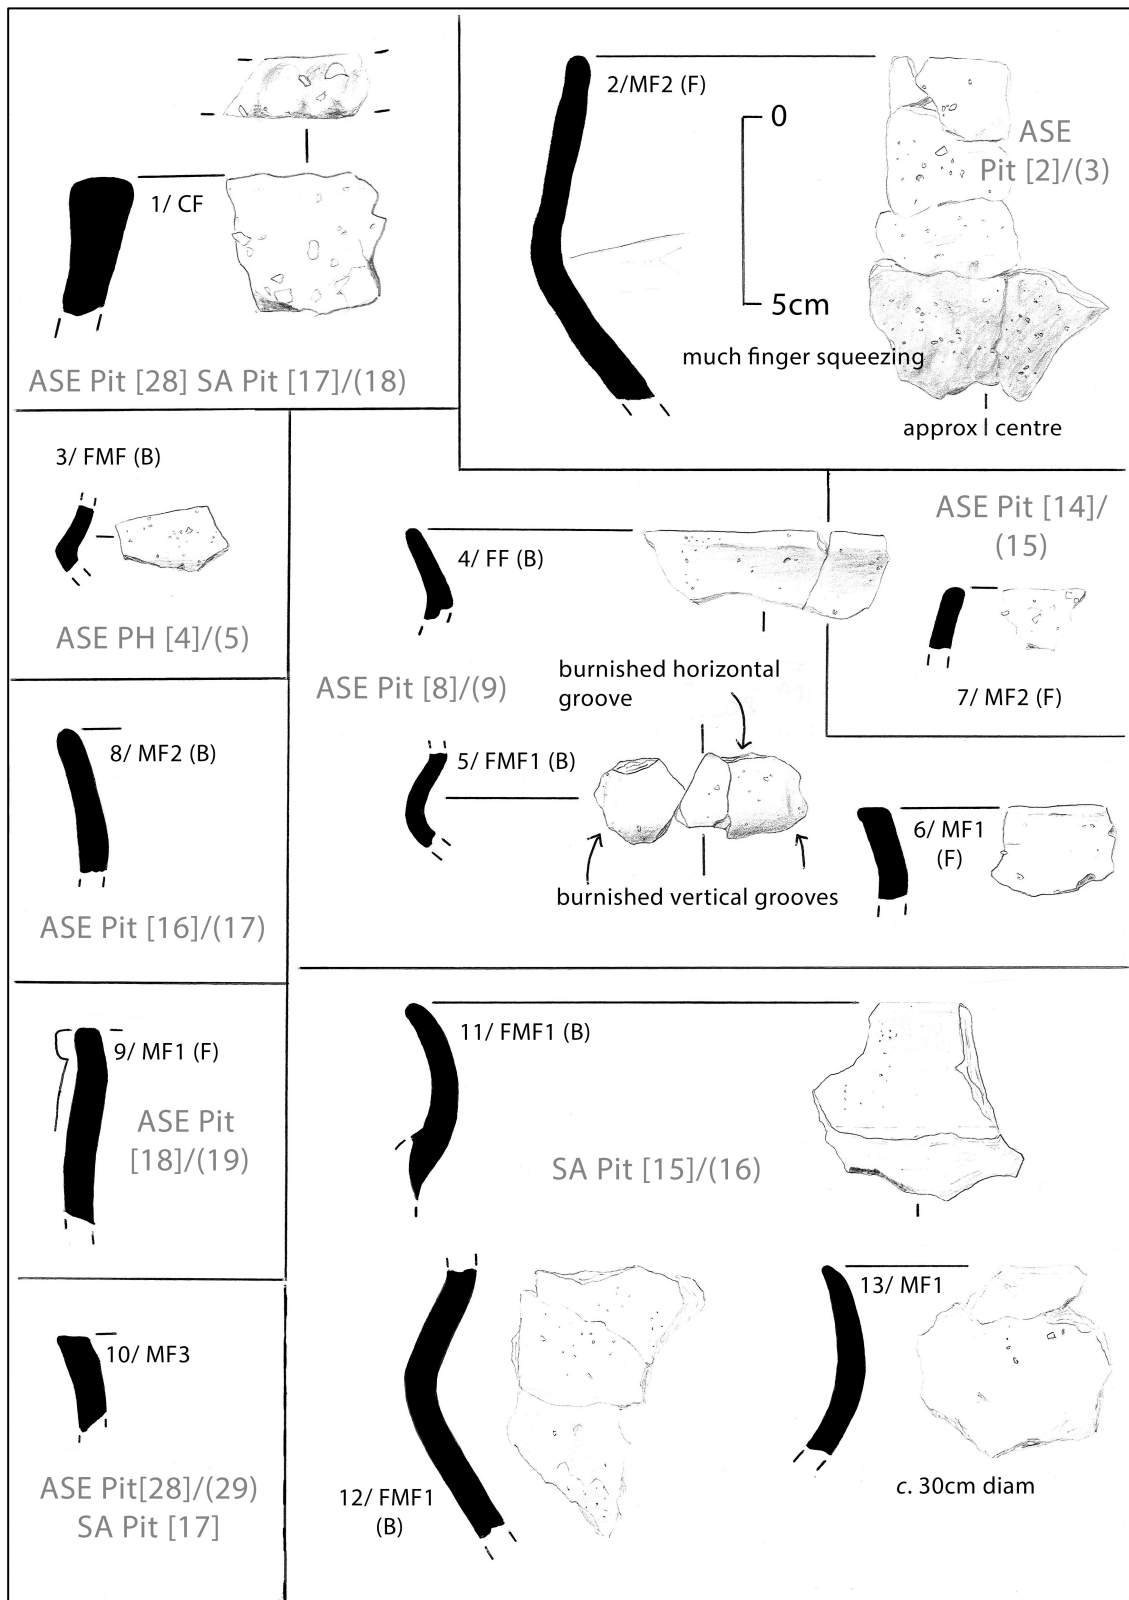 1/ CF
ASE Pit [28] SA Pit [17]/(18)
2/MF2 (F)
0
5cm
ASE
Pit [2]/(3)
much finger squeezing
approx l centre
3/ FMF (B)
ASE PH [4]/(5)
4/ FF (B)
ASE Pit [8]/(9)
burnished horizontal
groove
5/ FMF1 (B)
burnished vertical grooves
6/ MF1
(F)
ASE Pit [14]/
(15)
7/ MF2 (F)
8/ MF2 (B)
ASE Pit [16]/(17)
9/ MF1 (F)
ASE Pit
[18]/(19)
10/ MF3
ASE Pit[28]/(29)
SA Pit [17]
11/ FMF1 (B)
SA Pit [15]/(16)
12/ FMF1
(B)
13/ MF1
c. 30cm diam